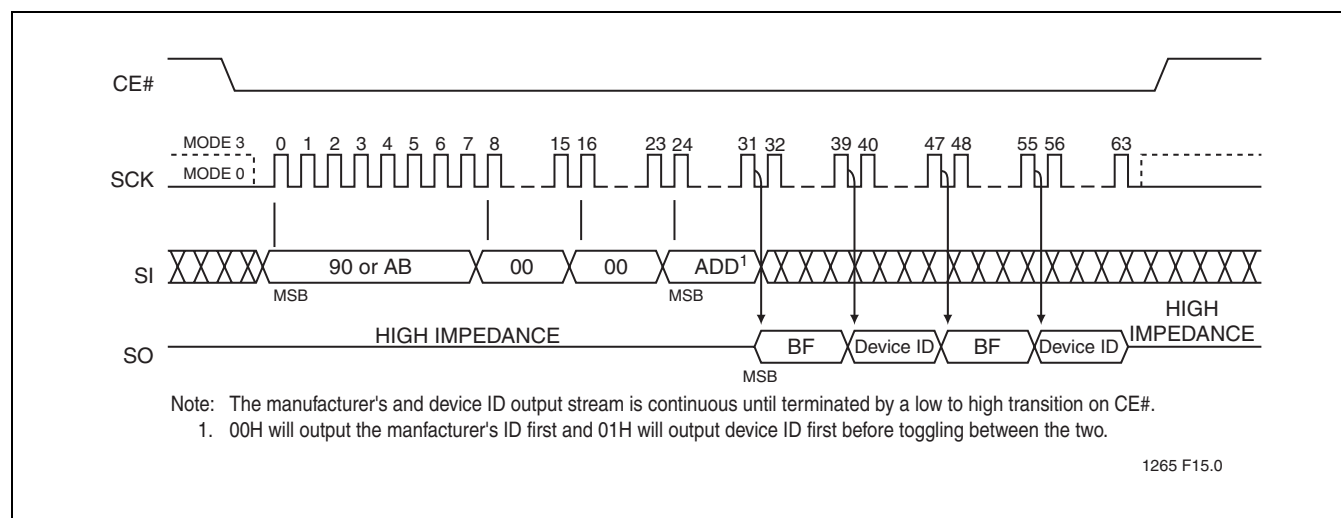 CE#
MODE 3
MODE 0
SCK
0 1 2 3 4 5 6 7 8 15 16 23 24 31 32 39 40 47 48 55 56 63
SI
90 or AB 00 00 ADD1
MSB MSB
SO
HIGH IMPEDANCE
BF Device ID BF Device ID
HIGH
IMPEDANCE
MSB
Note: The manufacturer's and device ID output stream is continuous until terminated by a low to high transition on CE#.
1. 00H will output the manfacturer's ID first and 01H will output device ID first before toggling between the two.
1265 F15.0